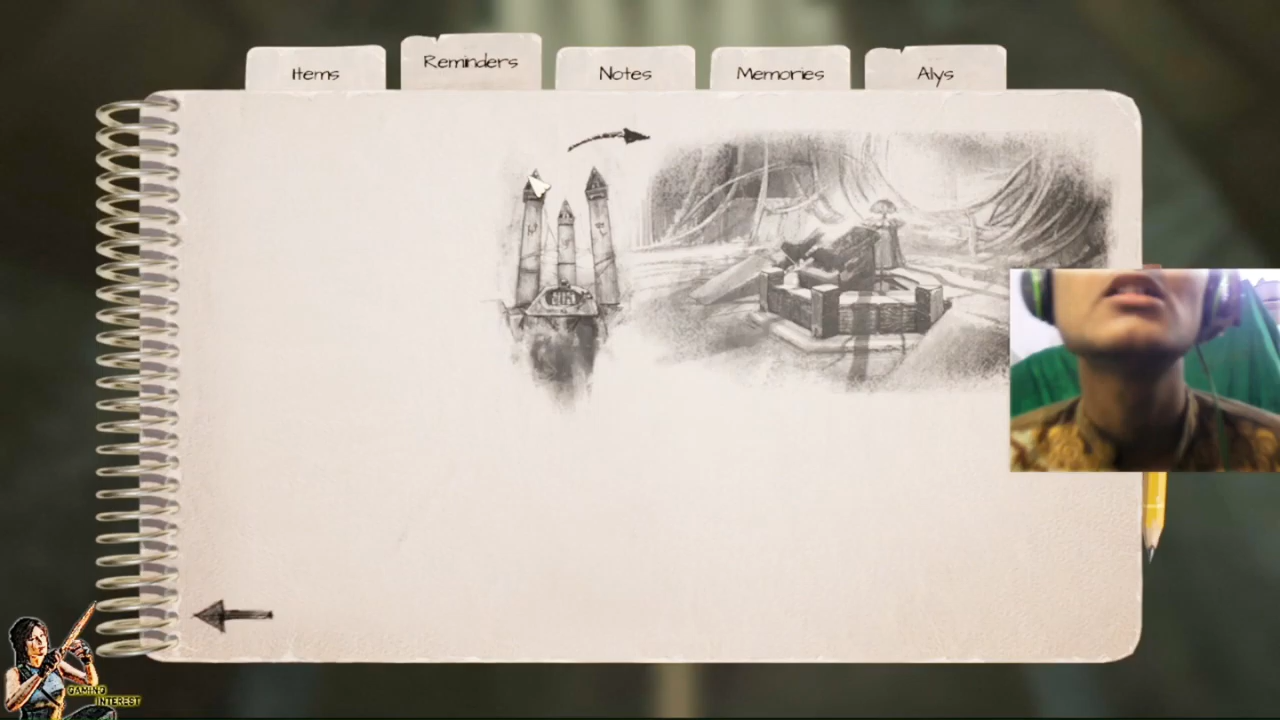 Items
Reminders
Notes
Memories
Alys
GAMING
INTEREST